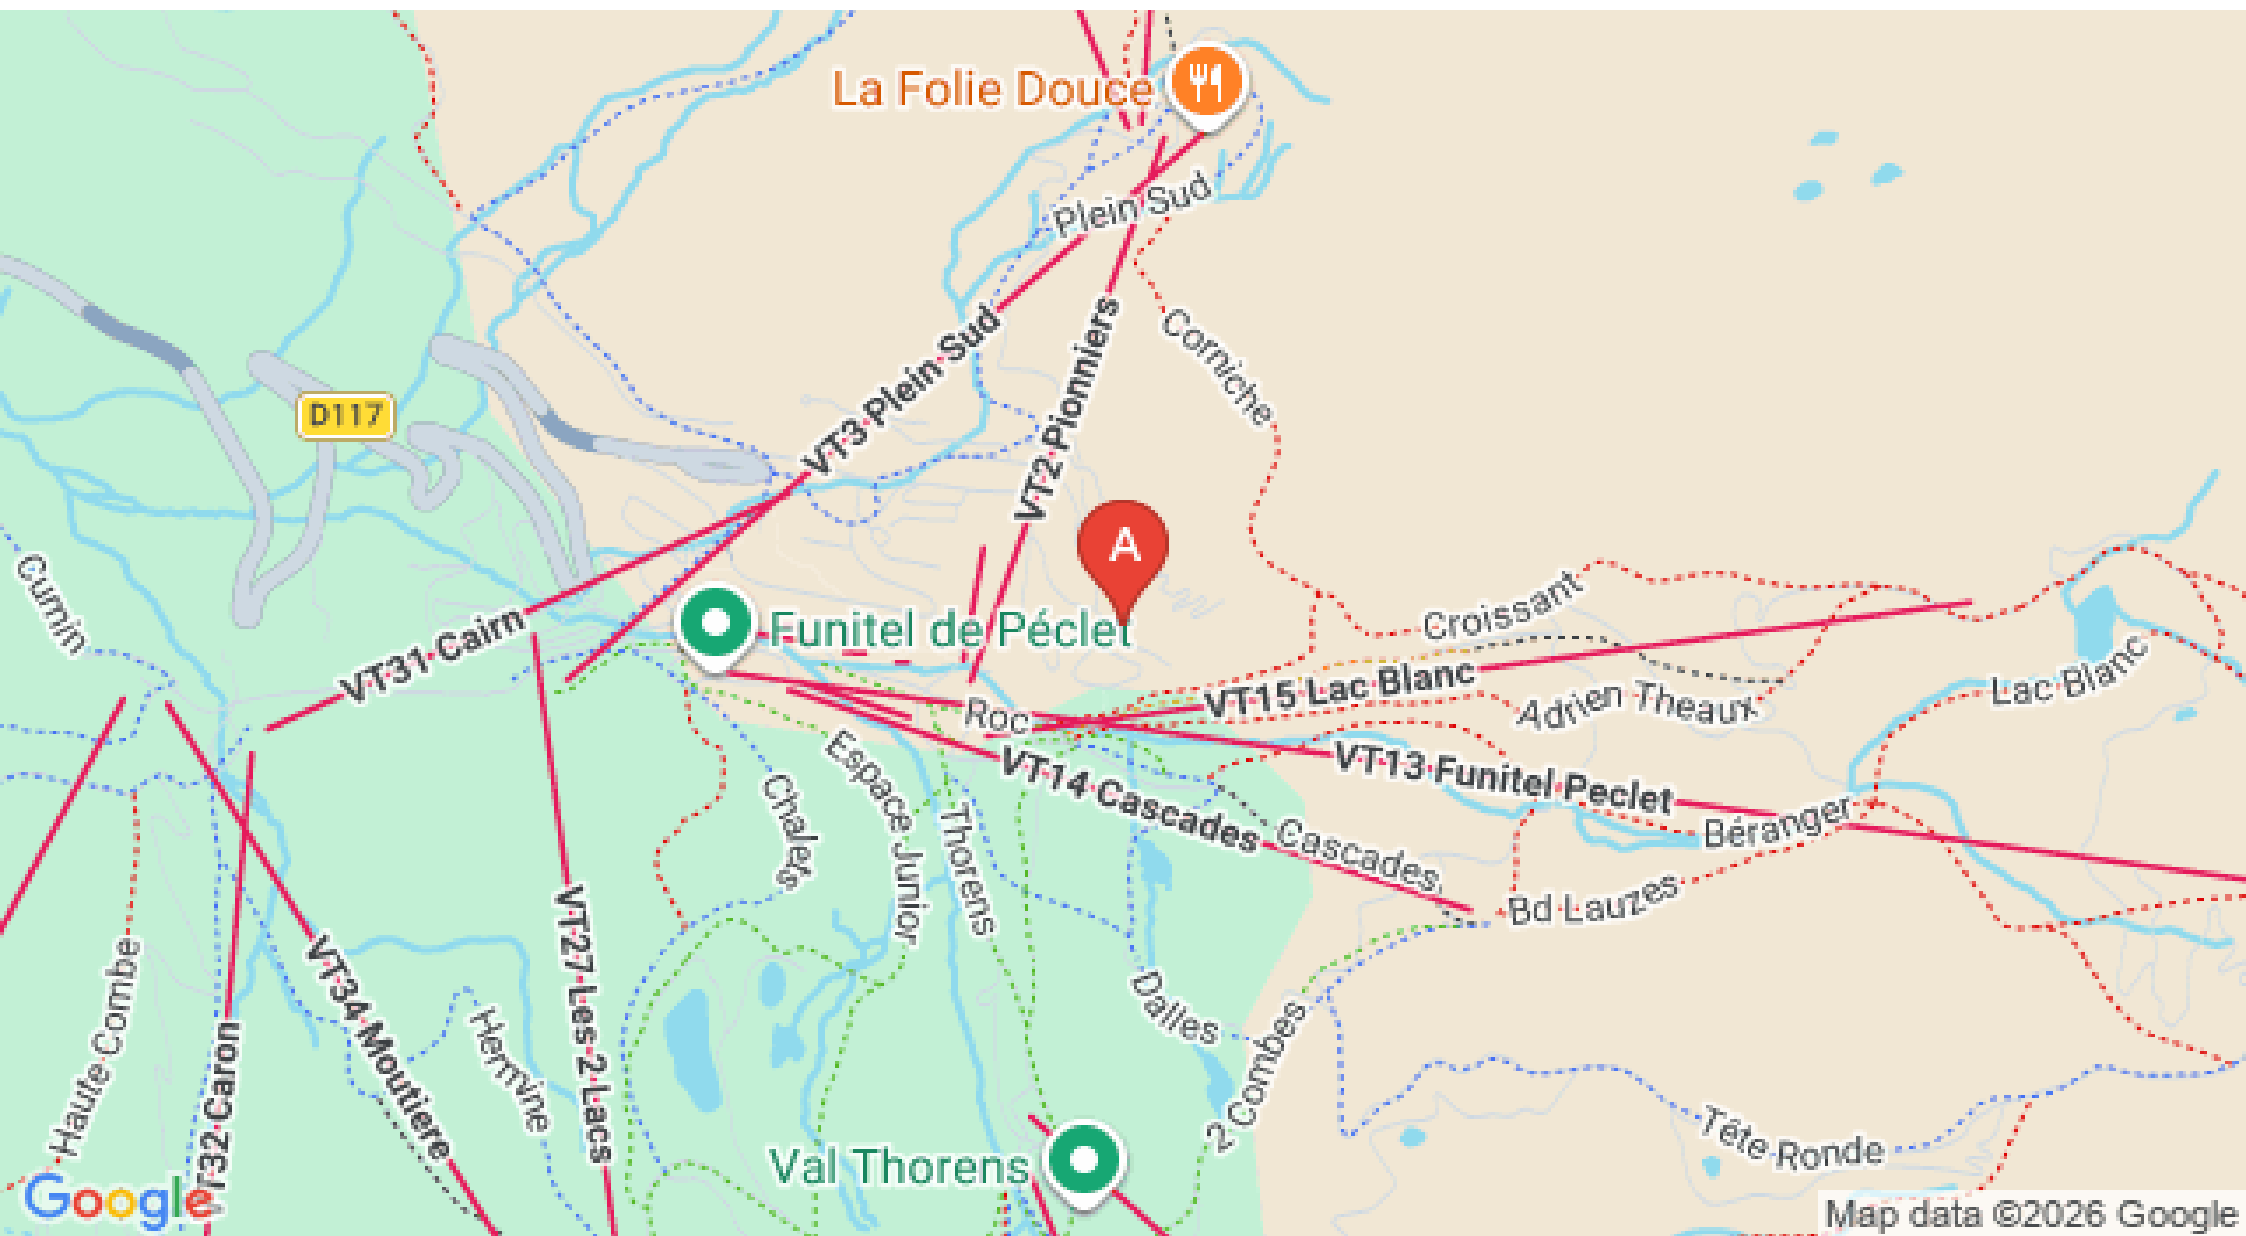 La Folie Douce
Plein Sud
Corniche
VT3 Plein Sud
VT2 Pionniers
D117
A
Cumin
Croissant
VT31 Cairn
Funitel de Péclet
Lac Blanc
VT15 Lac Blanc
Adrien Theaux
Roc
Espace Junior
VT14 Cascades
VT13 Funitel Peclet
Chalets
Thorens
Cascades
Béranger
Bd Lauzes
VT27 Les 2 Lacs
VT34 Moutiere
Haute Combe
Dalles
Hermine
2 Combes
T32 Caron
Tête Ronde
Val Thorens
Google
Map data ©2026 Google